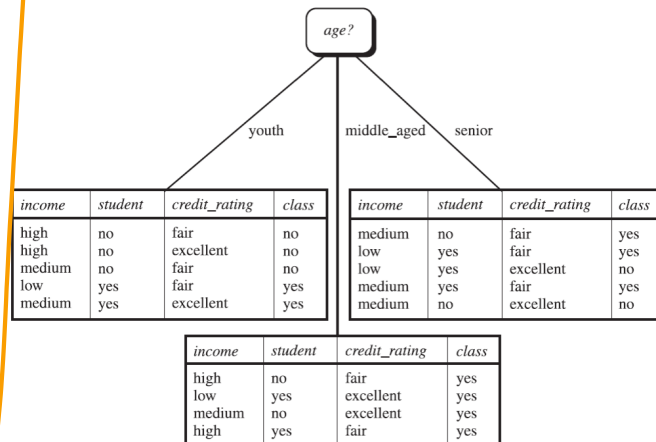 age?
youth middle_aged senior
income student credit_rating class
high no fair no
high no excellent no
medium no fair no
low yes fair yes
medium yes excellent yes
income student credit_rating class
medium no fair yes
low yes fair yes
low yes excellent no
medium yes fair yes
medium no excellent no
income student credit_rating class
high no fair yes
low yes excellent yes
medium no excellent yes
high yes fair yes